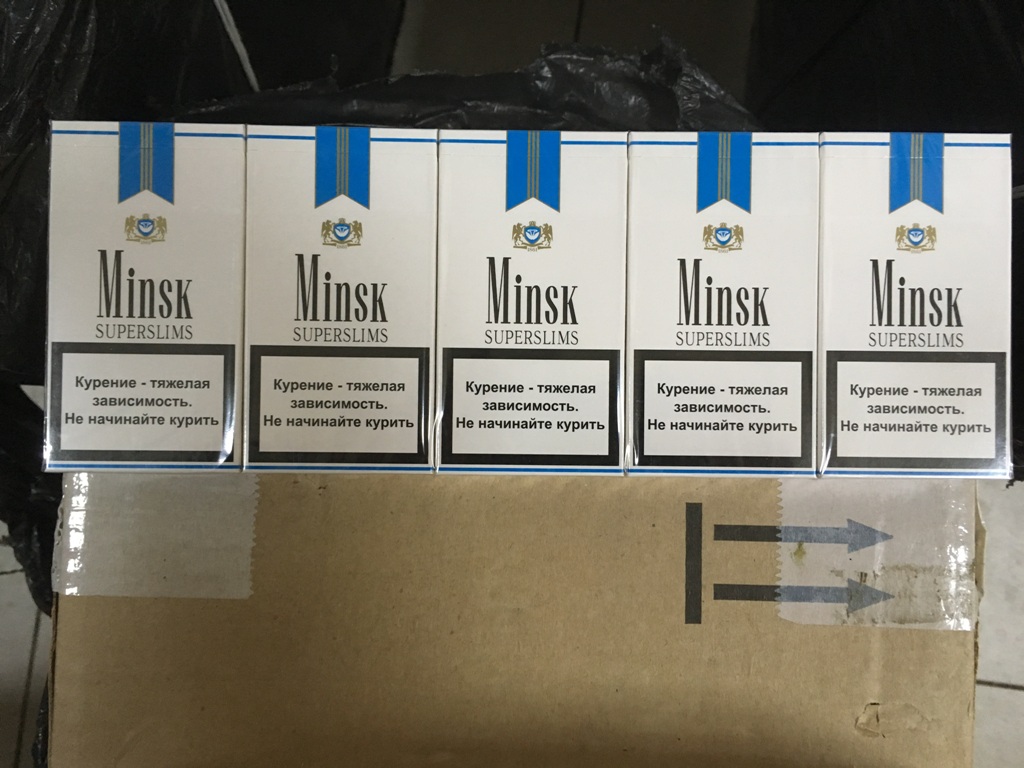 Minsk
SUPERSLIMS
Курение - тяжелая
зависимость.
Не начинайте курить
Minsk
SUPERSLIMS
Курение - тяжелая
зависимость.
Не начинайте курить
Minsk
SUPERSLIMS
Курение - тяжелая
зависимость.
Не начинайте курить
Minsk
SUPERSLIMS
Курение - тяжелая
зависимость.
Не начинайте курить
Minsk
SUPERSLIMS
Курение - тяжелая
зависимость.
Не начинайте курить